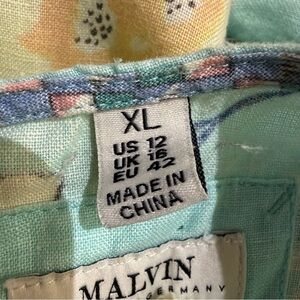 XL
US 12
UK 16
EU 42
MADE IN
CHINA
MALVIN
GERMANY